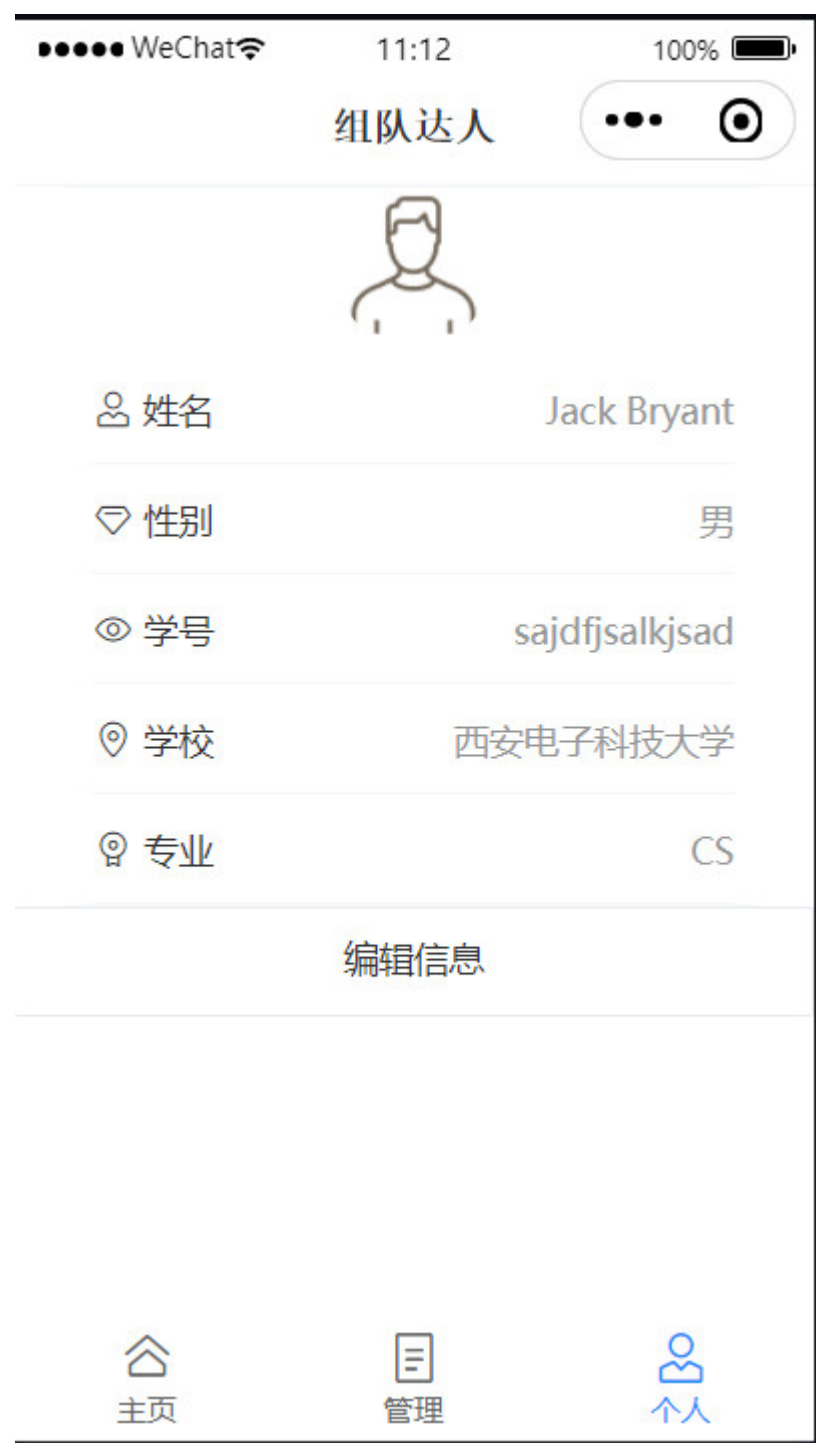 WeChat 11:12 100%
组队达人
姓名 Jack Bryant
性别 男
学号 sajdfjsalkjsad
学校 西安电子科技大学
专业 CS
编辑信息
主页 管理 个人